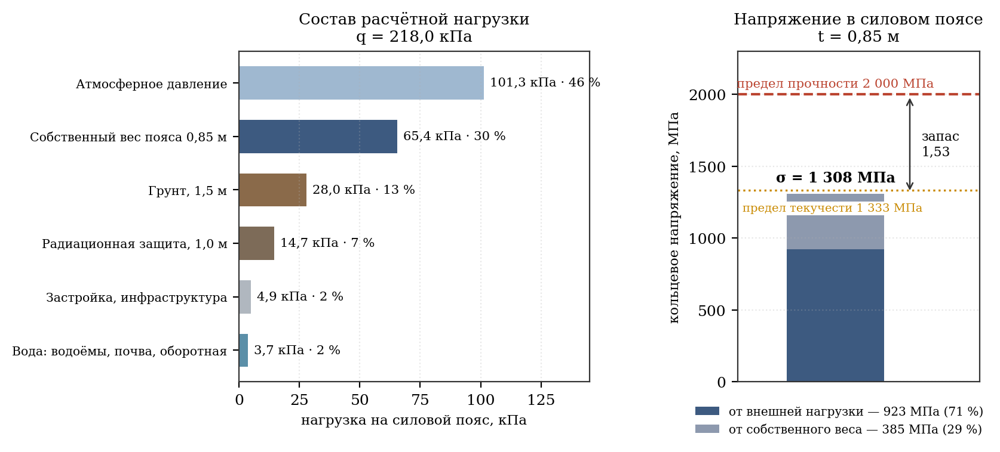 Состав расчётной нагрузки
q = 218,0 кПа
Атмосферное давление
101,3 кПа · 46 %
Собственный вес пояса 0,85 м
65,4 кПа · 30 %
Грунт, 1,5 м
28,0 кПа · 13 %
Радиационная защита, 1,0 м
14,7 кПа · 7 %
Застройка, инфраструктура
4,9 кПа · 2 %
Вода: водоёмы, почва, оборотная
3,7 кПа · 2 %
0 25 50 75 100 125
нагрузка на силовой пояс, кПа
Напряжение в силовом поясе
t = 0,85 м
кольцевое напряжение, МПа
предел прочности 2 000 МПа
2000
запас
1,53
1500
σ = 1 308 МПа
предел текучести 1 333 МПа
1000
500
0
от внешней нагрузки — 923 МПа (71 %)
от собственного веса — 385 МПа (29 %)